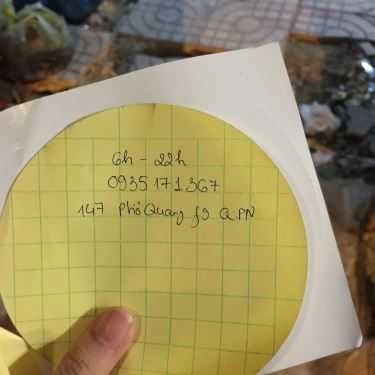 6h - 22h
0935 171 367
147 Phổ Quang f9 Q.PN